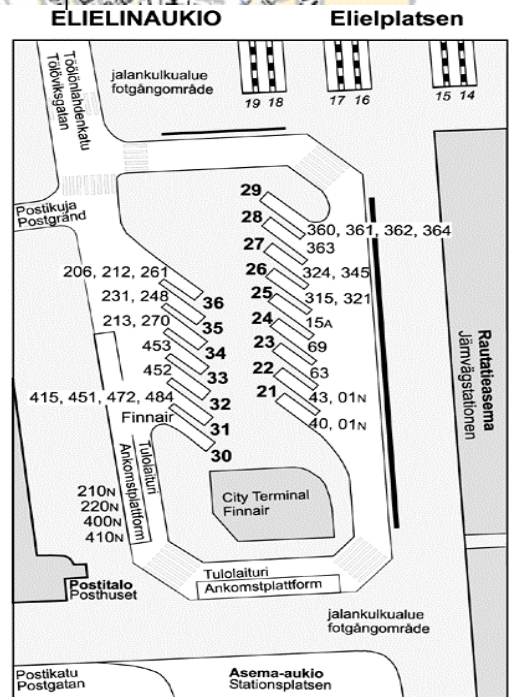 ELIELINAUKIO Elielplatsen
Töölönlahdenkatu
Tölöviksgatan
jalankulkualue
fotgångområde
19 18 17 16 15 14
Postikuja
Postgränd
29
28
360, 361, 362, 364
27
363
206, 212, 261
26
324, 345
231, 248
36
25
315, 321
213, 270
35
24
15A
453
34
23
69
452
33
22
63
415, 451, 472, 484
32
21
43, 01N
Finnair
31
40, 01N
30
Rautatieasema
Järnvägstationen
Tulolaituri
Ankomstplattform
210N
220N
400N
410N
City Terminal
Finnair
Postitalo
Posthuset
Tulolaituri
Ankomstplattform
jalankulkualue
fotgångområde
Postikatu
Postgatan
Asema-aukio
Stationsplatsen